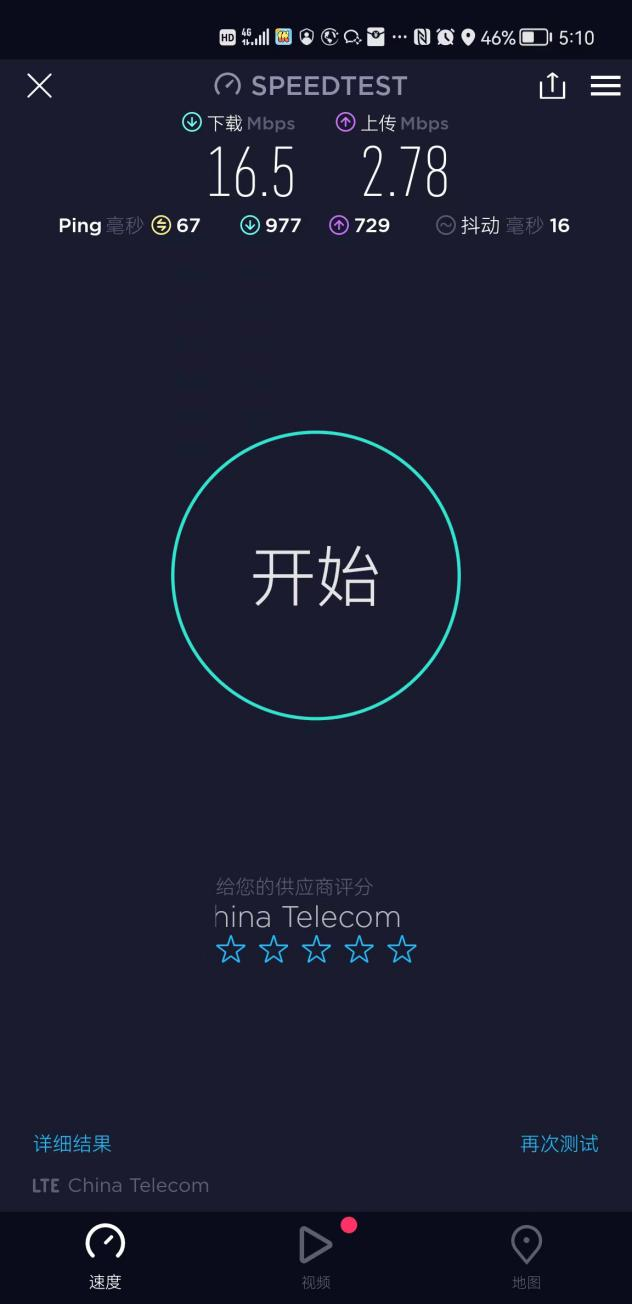 HD 4G 46% 5:10
SPEEDTEST
下载 Mbps 上传 Mbps
16.5 2.78
Ping 毫秒 67 977 729 抖动 毫秒 16
开始
给您的供应商评分
hina Telecom
详细结果 再次测试
LTE China Telecom
速度 视频 地图